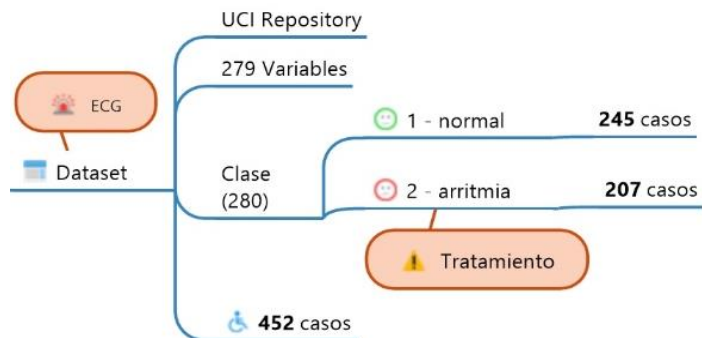 UCI Repository
279 Variables
ECG
1 - normal
245 casos
Dataset
Clase
(280)
2 - arritmia
207 casos
Tratamiento
452 casos